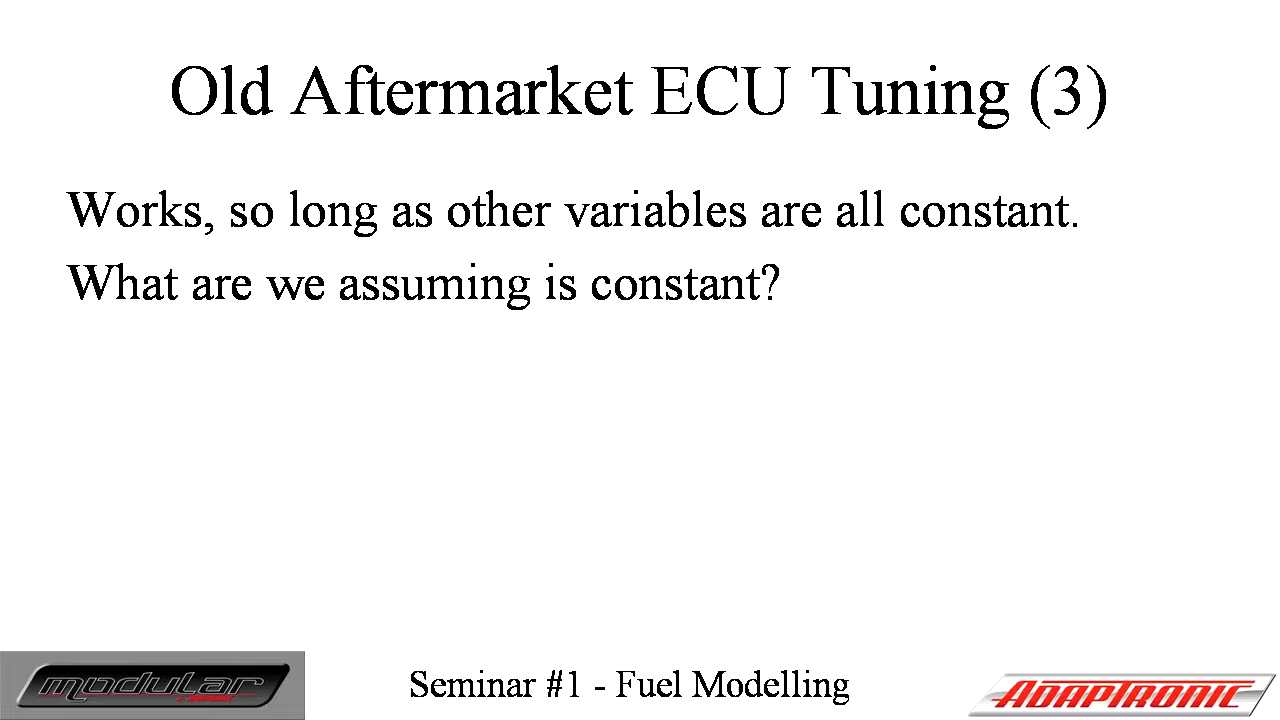 Old Aftermarket ECU Tuning (3)
Works, so long as other variables are all constant.
What are we assuming is constant?
modular
Seminar #1 - Fuel Modelling
ADAPTRONIC